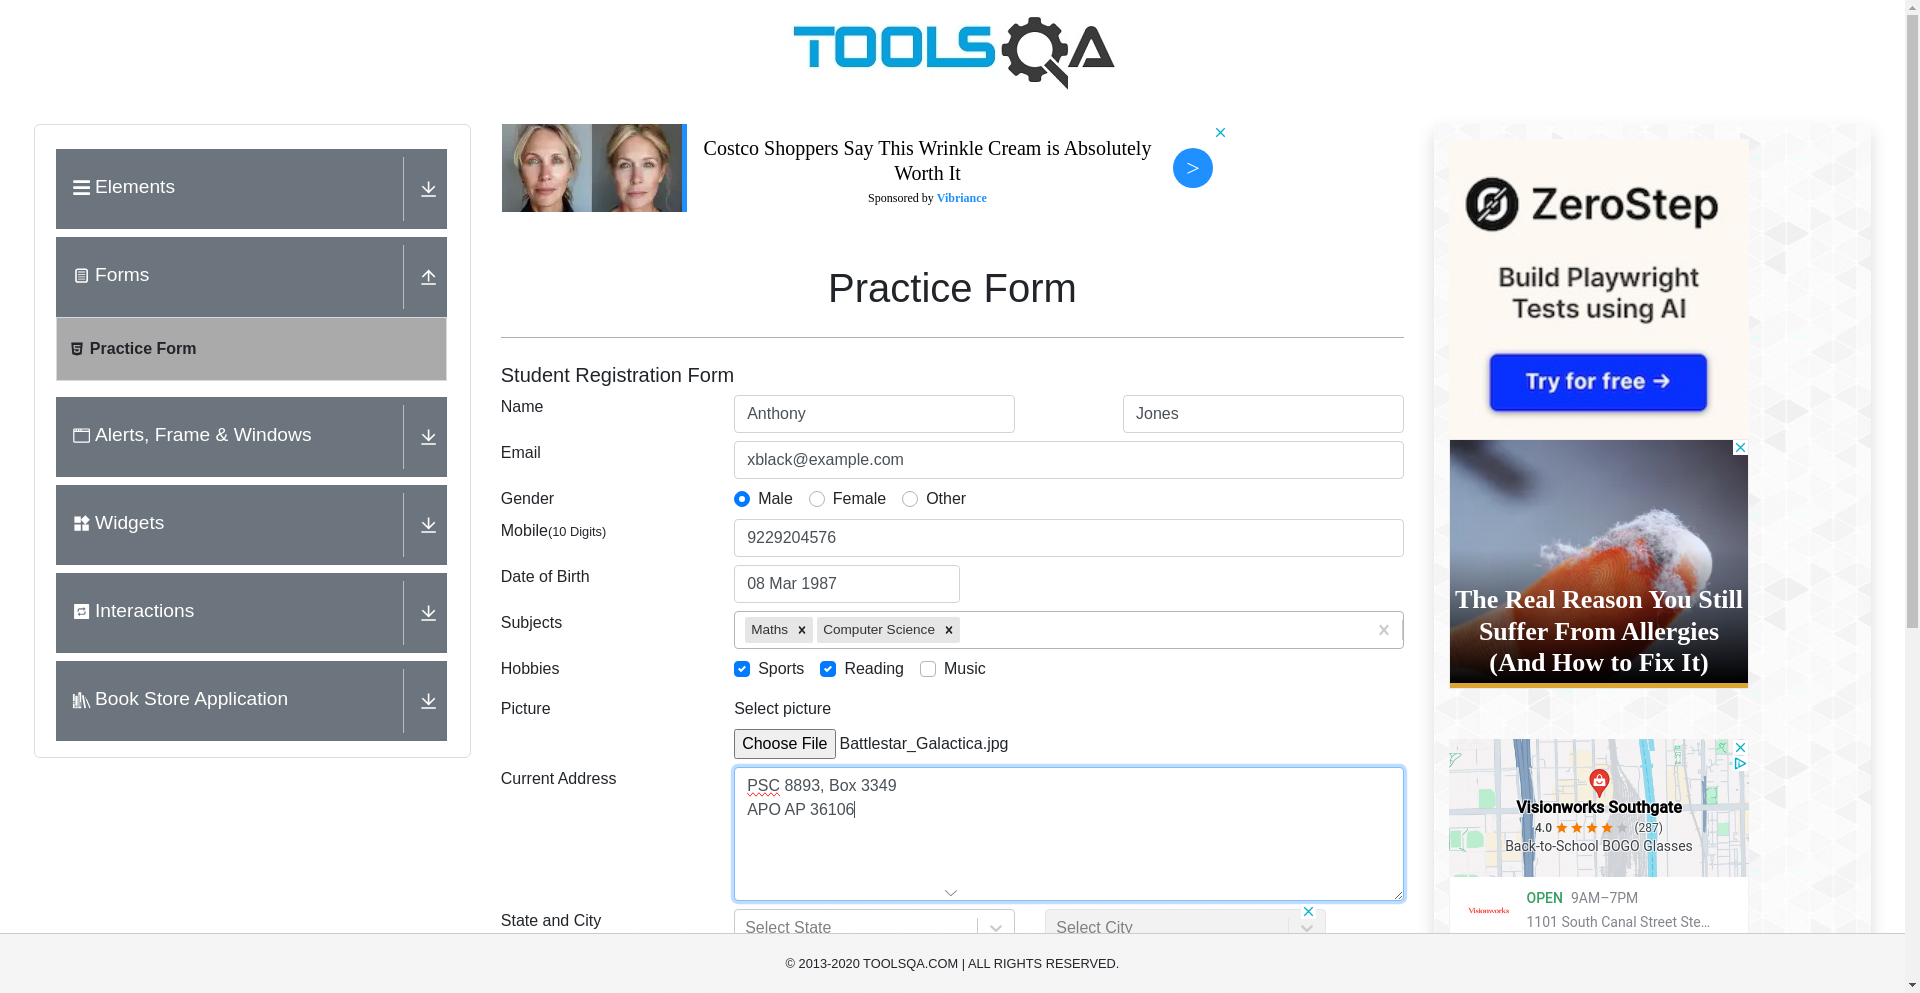 TOOLSQA
Elements
Forms
Practice Form
Alerts, Frame & Windows
Widgets
Interactions
Book Store Application
Costco Shoppers Say This Wrinkle Cream is Absolutely
Worth It
Sponsored by Vibriance
>
Practice Form
Student Registration Form
Name
Anthony
Jones
Email
xblack@example.com
Gender
Male
Female
Other
Mobile(10 Digits)
9229204576
Date of Birth
08 Mar 1987
Subjects
Maths
Computer Science
Hobbies
Sports
Reading
Music
Picture
Select picture
Choose File Battlestar_Galactica.jpg
Current Address
PSC 8893, Box 3349
APO AP 36106
State and City
Select State
Select City
ZeroStep
Build Playwright
Tests using AI
Try for free →
The Real Reason You Still
Suffer From Allergies
(And How to Fix It)
Visionworks Southgate
4.0 (287)
Back-to-School BOGO Glasses
Visionworks
OPEN 9AM–7PM
1101 South Canal Street Ste...
© 2013-2020 TOOLSQA.COM | ALL RIGHTS RESERVED.